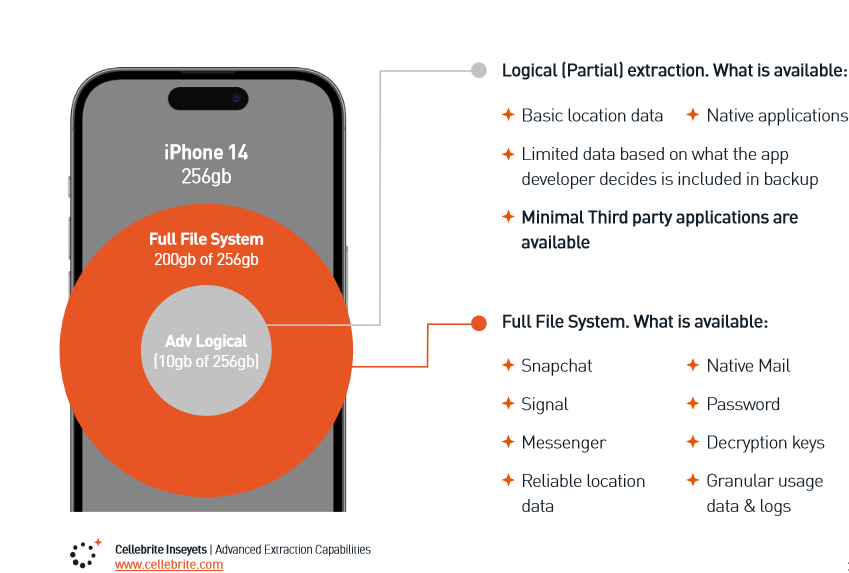 iPhone 14
256gb
Full File System
200gb of 256gb
Adv Logical
(10gb of 256gb)
Logical (Partial) extraction. What is available:
Basic location data
Native applications
Limited data based on what the app
developer decides is included in backup
Minimal Third party applications are
available
Full File System. What is available:
Snapchat
Native Mail
Signal
Password
Messenger
Decryption keys
Reliable location
data
Granular usage
data & logs
Cellebrite Inseyets | Advanced Extraction Capabilities
www.cellebrite.com